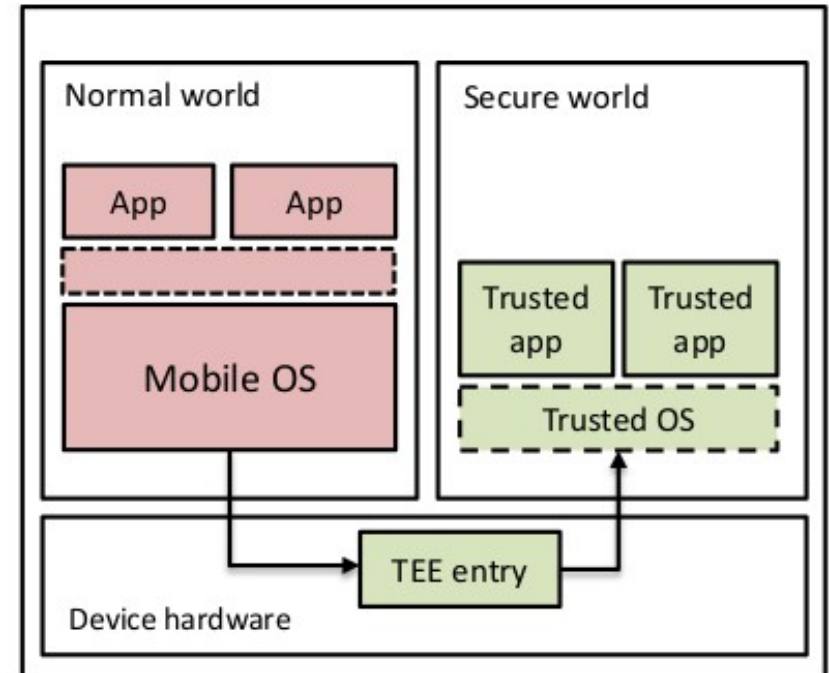 Normal world
Secure world
App
App
Trusted
app
Trusted
app
Mobile OS
Trusted OS
TEE entry
Device hardware